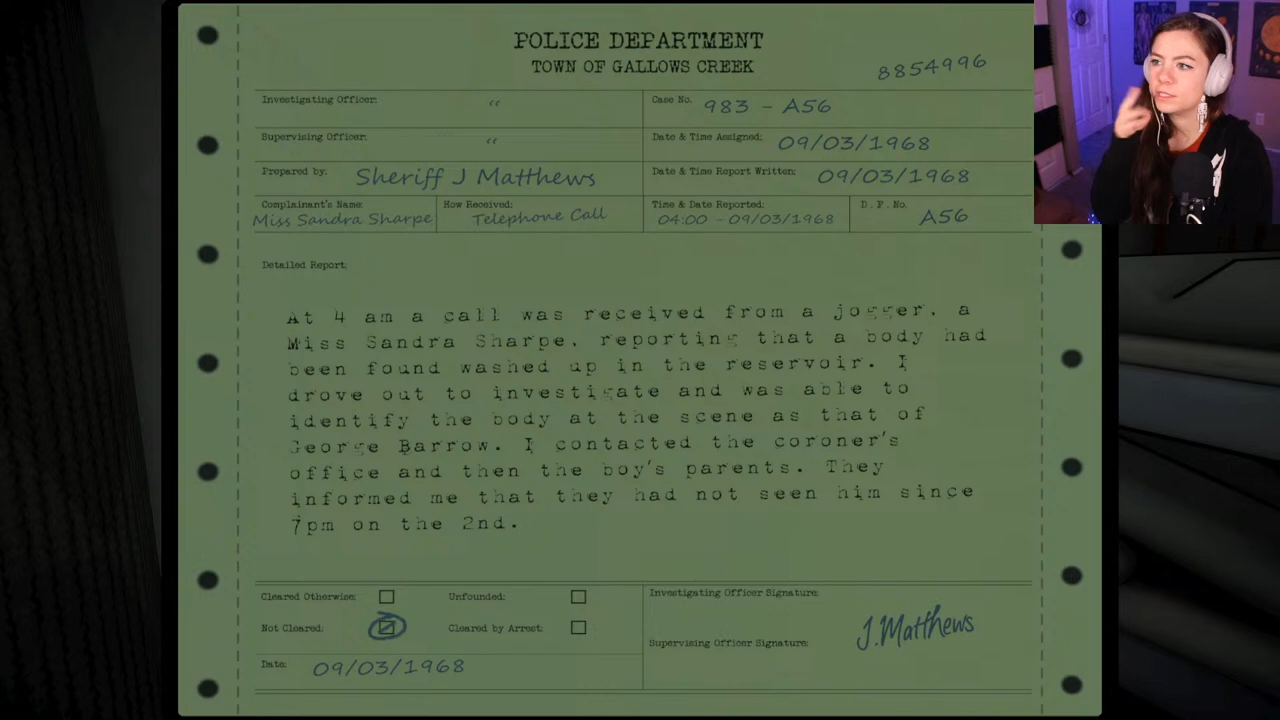 POLICE DEPARTMENT
TOWN OF GALLOWS CREEK
8854996
Investigating Officer: "
Case No. 983 - A56
Supervising Officer: "
Date & Time Assigned: 09/03/1968
Prepared by: Sheriff J Matthews
Date & Time Report Written: 09/03/1968
Complainant's Name: Miss Sandra Sharpe
How Received: Telephone Call
Time & Date Reported: 04:00 - 09/03/1968
D. F. No. A56
Detailed Report:
At 4 am a call was received from a jogger, a
Miss Sandra Sharpe, reporting that a body had
been found washed up in the reservoir. I
drove out to investigate and was able to
identify the body at the scene as that of
George Barrow. I contacted the coroner's
office and then the boy's parents. They
informed me that they had not seen him since
7pm on the 2nd.
Cleared Otherwise:
Unfounded:
Not Cleared:
Cleared by Arrest:
Date: 09/03/1968
Investigating Officer Signature:
J.Matthews
Supervising Officer Signature: